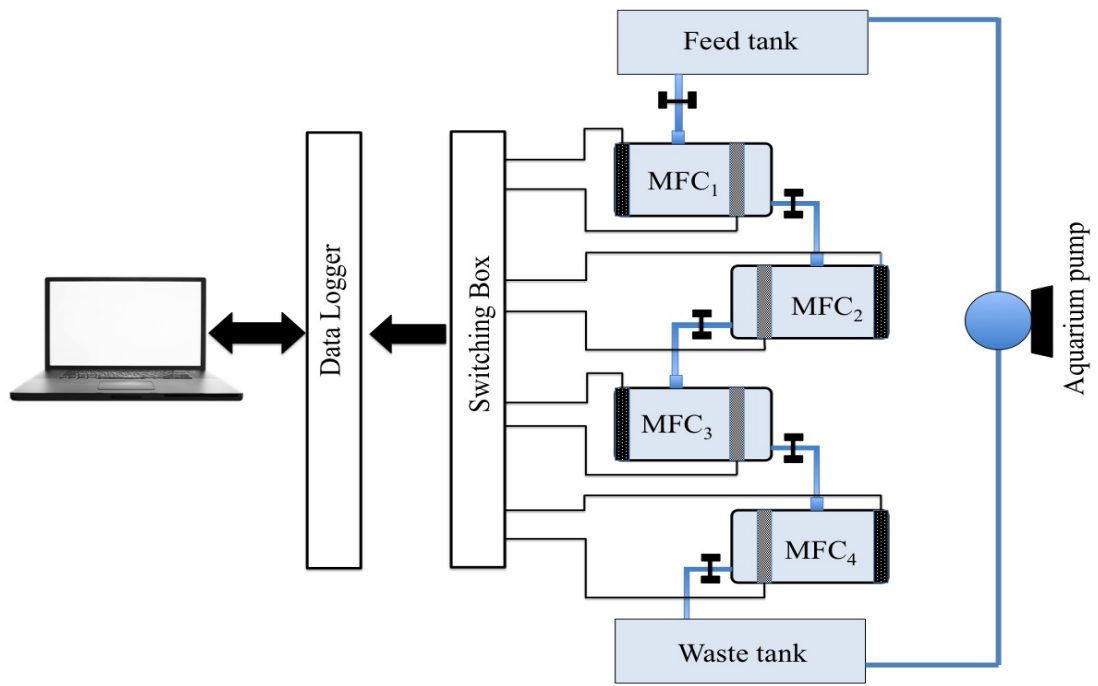 Feed tank
MFC₁
MFC₂
MFC₃
MFC₄
Waste tank
Aquarium pump
Switching Box
Data Logger